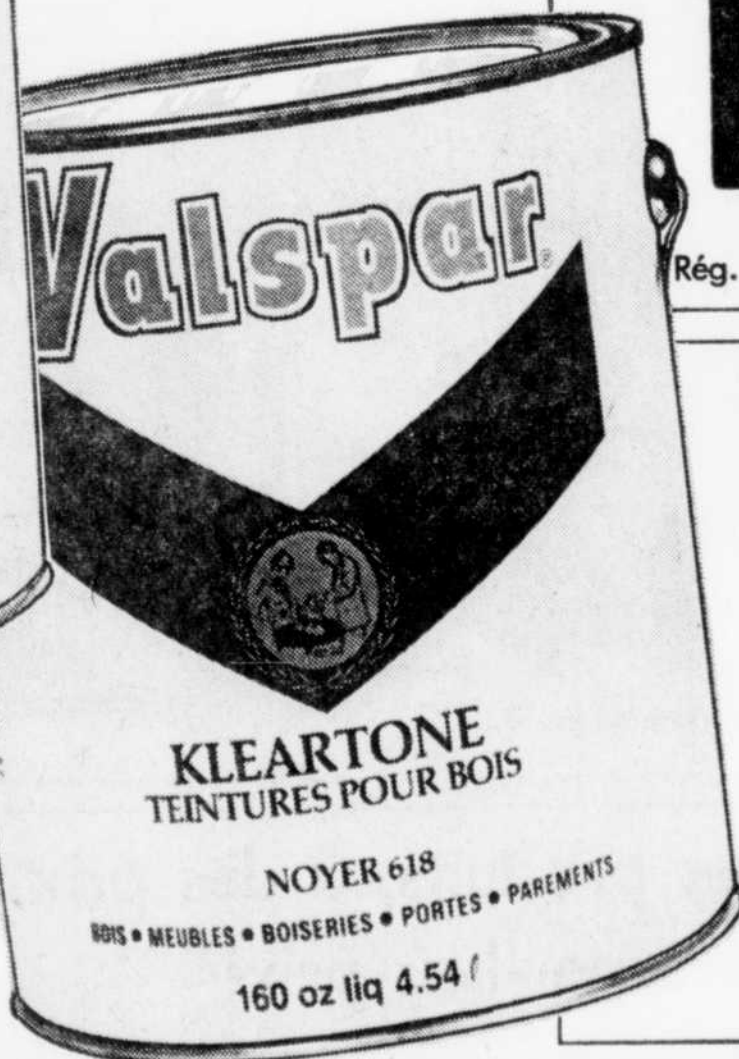 Valspar
Rég.
KLEARTONE
TEINTURES POUR BOIS
NOYER 618
BOIS • MEUBLES • BOISERIES • PORTES • PAREMENTS
160 oz liq 4.54 ℓ